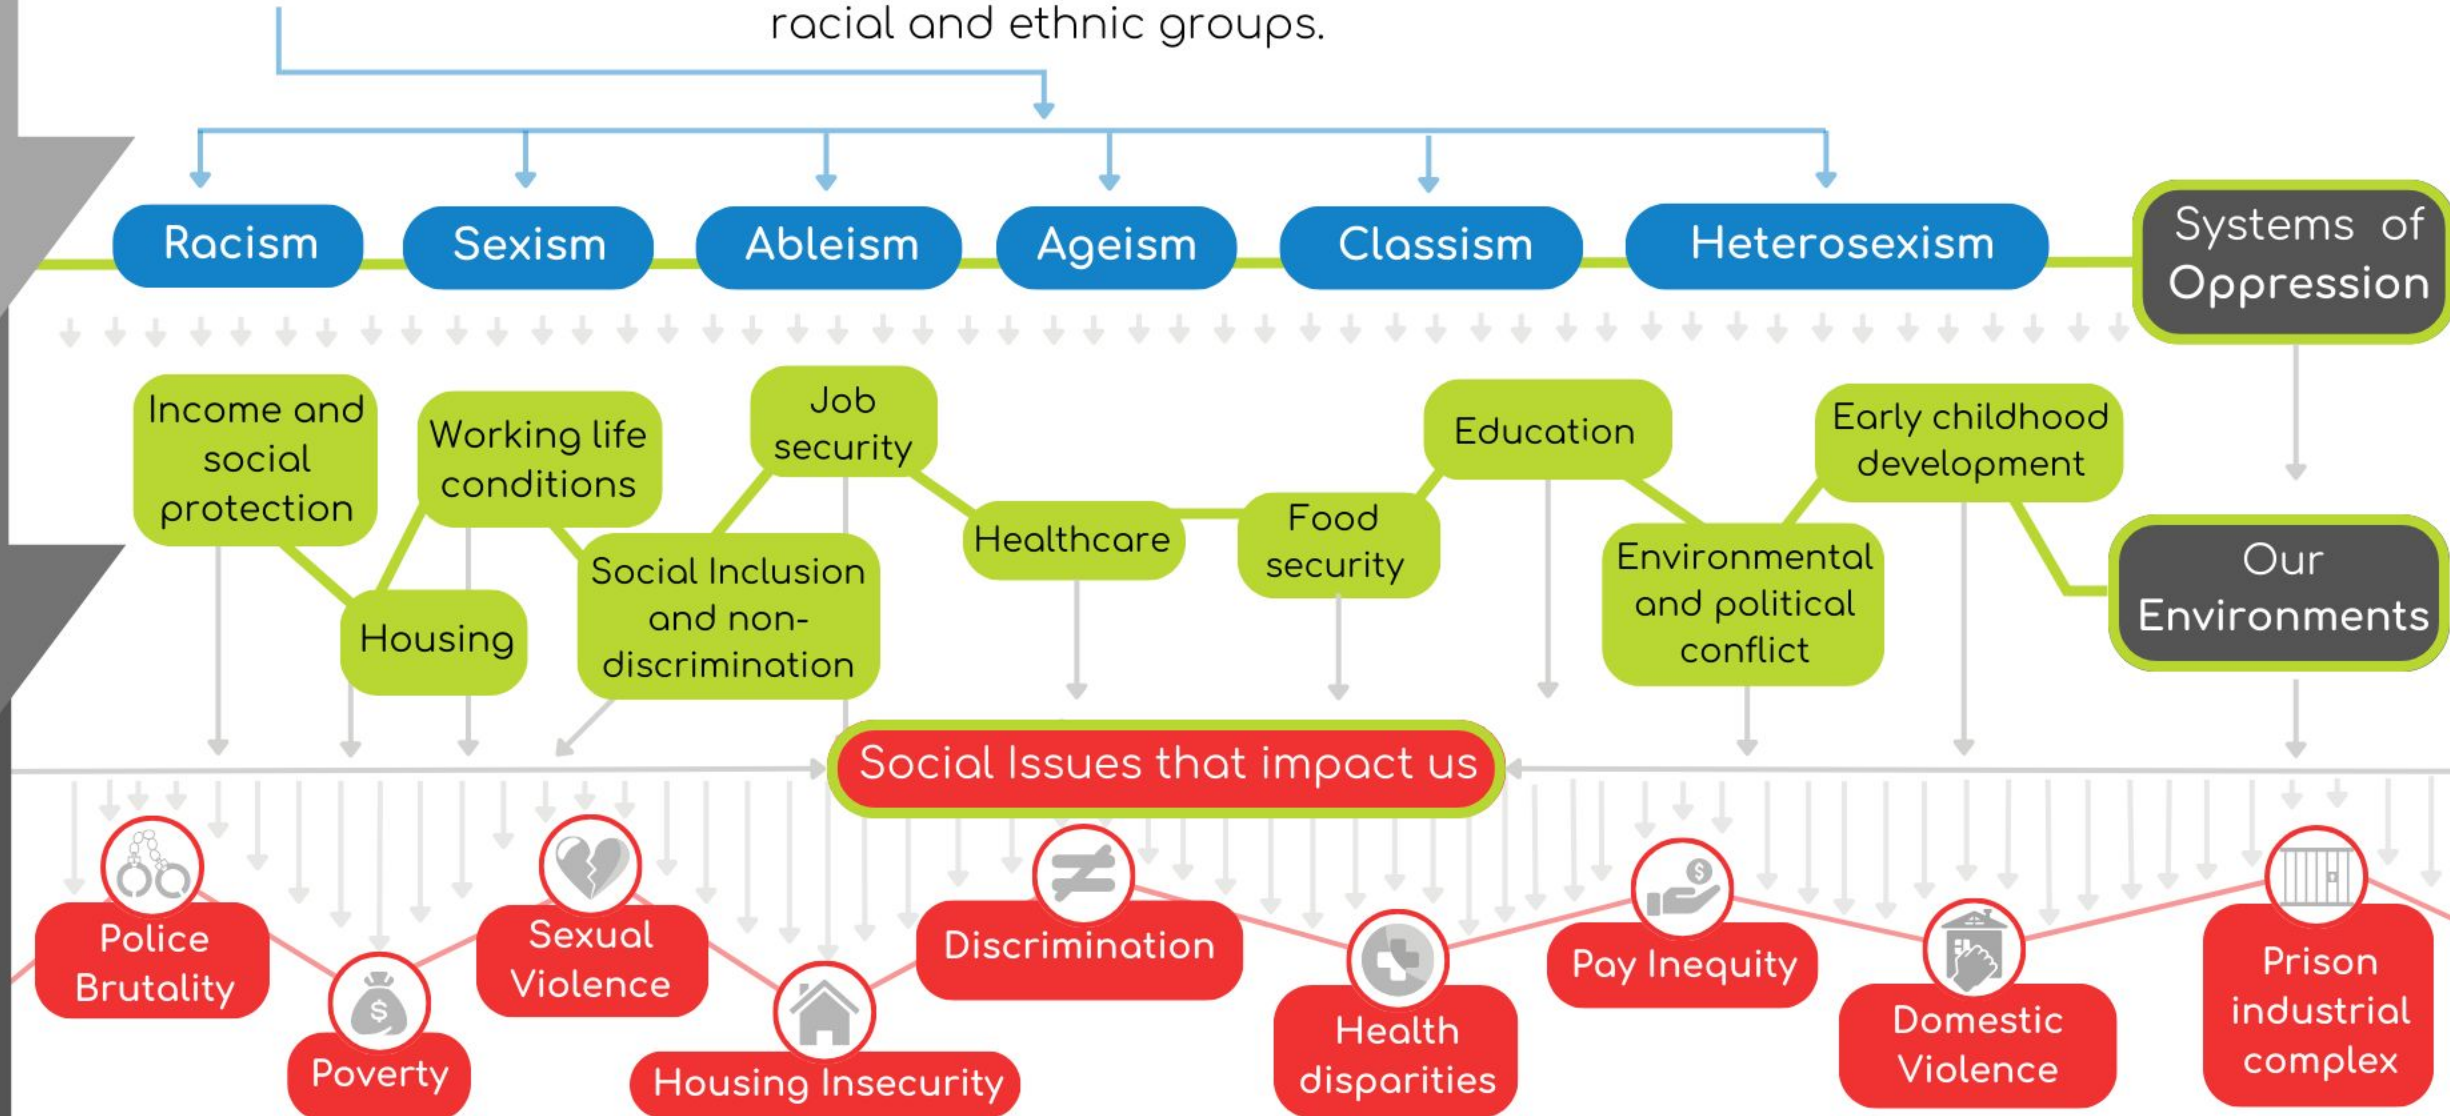 racial and ethnic groups.
Racism
Sexism
Ableism
Ageism
Classism
Heterosexism
Systems of
Oppression
Income and
social
protection
Working life
conditions
Job
security
Education
Early childhood
development
Housing
Social Inclusion
and non-
discrimination
Healthcare
Food
security
Environmental
and political
conflict
Our
Environments
Social Issues that impact us
Police
Brutality
$
Poverty
Sexual
Violence
Housing Insecurity
Discrimination
Health
disparities
$
Pay Inequity
Domestic
Violence
Prison
industrial
complex